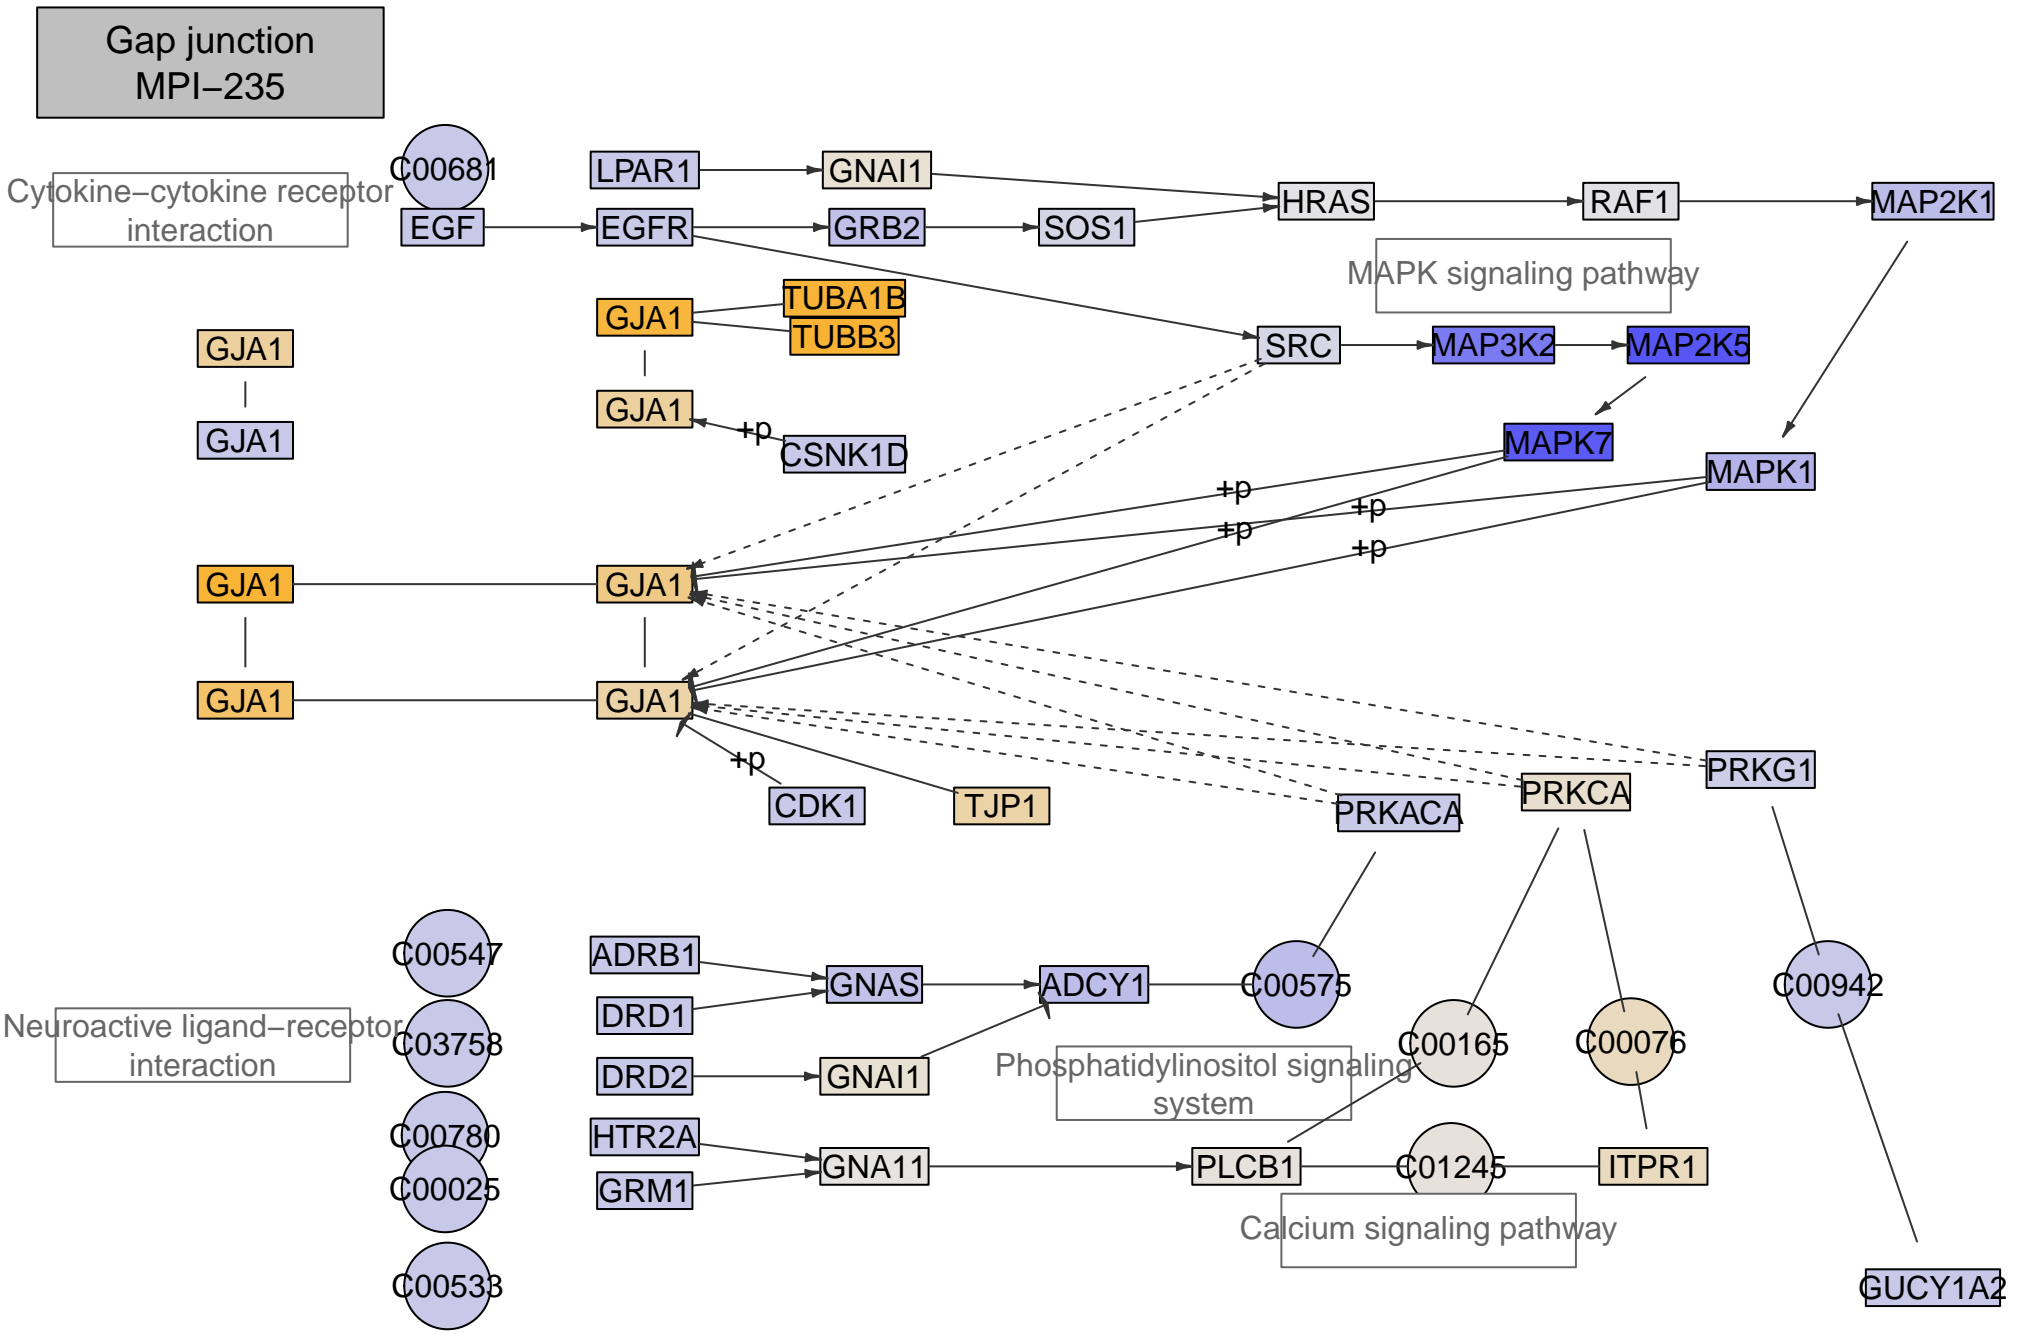 Gap junction
MPI−235
C00681
Cytokine−cytokine receptor
interaction
LPAR1
GNAI1
HRAS
RAF1
MAP2K1
EGF
EGFR
GRB2
SOS1
MAPK signaling pathway
TUBA1B
GJA1
TUBB3
GJA1
SRC
MAP3K2
MAP2K5
GJA1
+p
GJA1
CSNK1D
MAPK7
MAPK1
+p
+p
+p
+p
GJA1
GJA1
GJA1
GJA1
+p
CDK1
TJP1
PRKACA
PRKCA
PRKG1
C00547
ADRB1
GNAS
ADCY1
C00575
C00942
DRD1
Neuroactive ligand−receptor
interaction
C03758
C00165
C00076
DRD2
GNAI1
Phosphatidylinositol signaling
system
C00780
HTR2A
GNA11
PLCB1
C01245
ITPR1
C00025
GRM1
Calcium signaling pathway
C00533
GUCY1A2